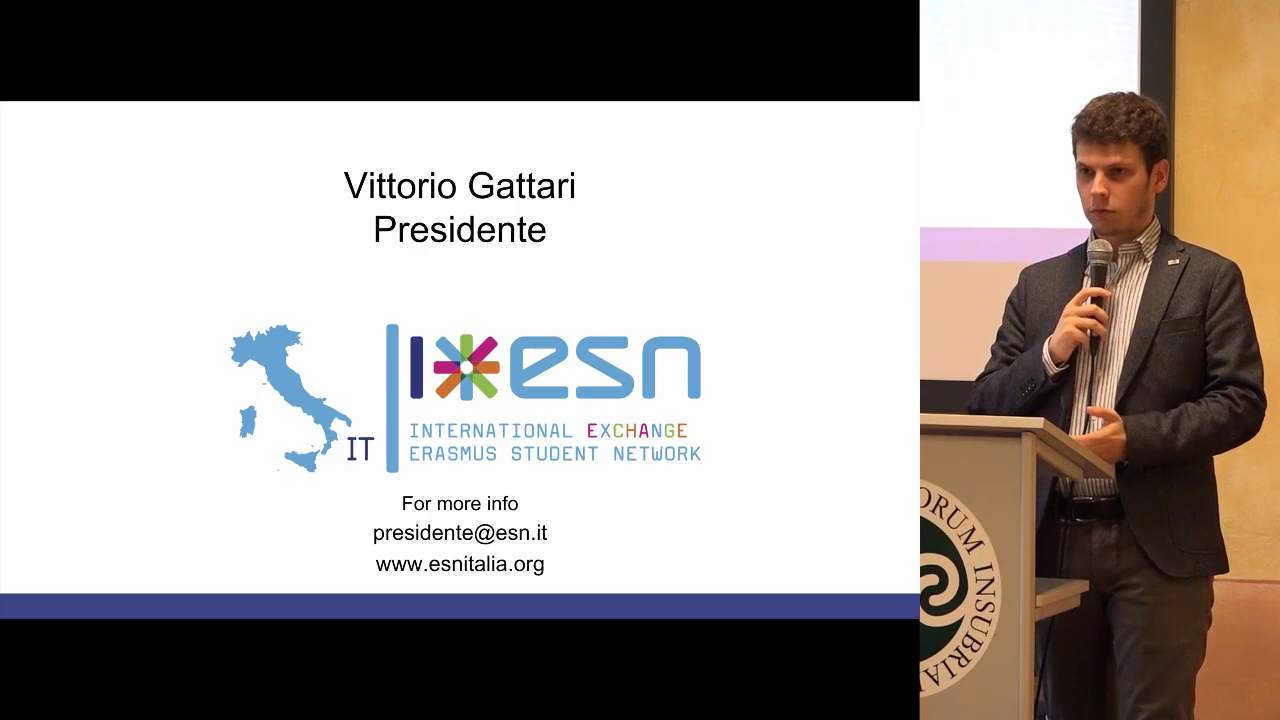 Vittorio Gattari
Presidente
esn
IT
INTERNATIONAL EXCHANGE
ERASMUS STUDENT NETWORK
For more info
presidente@esn.it
www.esnitalia.org
ORUM INSUBRIA